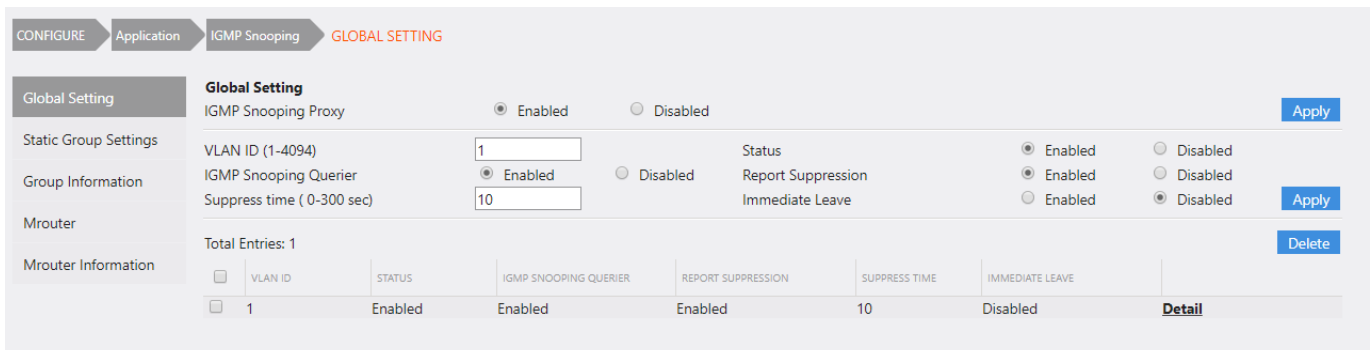 CONFIGURE Application IGMP Snooping GLOBAL SETTING
Global Setting
Static Group Settings
Group Information
Mrouter
Mrouter Information
Global Setting
IGMP Snooping Proxy Enabled Disabled Apply
VLAN ID (1-4094) 1 Status Enabled Disabled
IGMP Snooping Querier Enabled Disabled Report Suppression Enabled Disabled
Suppress time ( 0-300 sec) 10 Immediate Leave Enabled Disabled Apply
Total Entries: 1 Delete
VLAN ID STATUS IGMP SNOOPING QUERIER REPORT SUPPRESSION SUPPRESS TIME IMMEDIATE LEAVE
1 Enabled Enabled Enabled 10 Disabled Detail